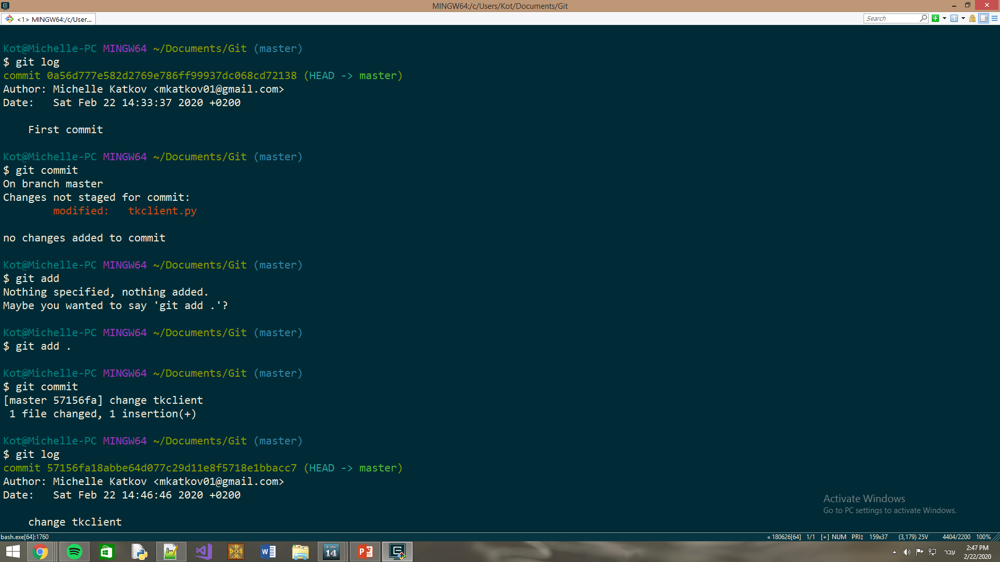 MINGW64:/c/Users/Kot/Documents/Git
<1> MINGW64:/c/User...
Search
Kot@Michelle-PC MINGW64 ~/Documents/Git (master)
$ git log
commit 0a56d777e582d2769e786ff99937dc068cd72138 (HEAD -> master)
Author: Michelle Katkov <mkatkov01@gmail.com>
Date:   Sat Feb 22 14:33:37 2020 +0200
    First commit
Kot@Michelle-PC MINGW64 ~/Documents/Git (master)
$ git commit
On branch master
Changes not staged for commit:
        modified:   tkclient.py
no changes added to commit
Kot@Michelle-PC MINGW64 ~/Documents/Git (master)
$ git add
Nothing specified, nothing added.
Maybe you wanted to say 'git add .'?
Kot@Michelle-PC MINGW64 ~/Documents/Git (master)
$ git add .
Kot@Michelle-PC MINGW64 ~/Documents/Git (master)
$ git commit
[master 57156fa] change tkclient
 1 file changed, 1 insertion(+)
Kot@Michelle-PC MINGW64 ~/Documents/Git (master)
$ git log
commit 57156fa18abbe64d077c29d11e8f5718e1bbacc7 (HEAD -> master)
Author: Michelle Katkov <mkatkov01@gmail.com>
Date:   Sat Feb 22 14:46:46 2020 +0200
    change tkclient
Activate Windows
Go to PC settings to activate Windows.
bash.exe[64]:1760
« 180626[64] 1/1 [+] NUM PRI↕ 159x37 (3,179) 25V 4404/2200 100%
14
עבר
2:47 PM
2/22/2020